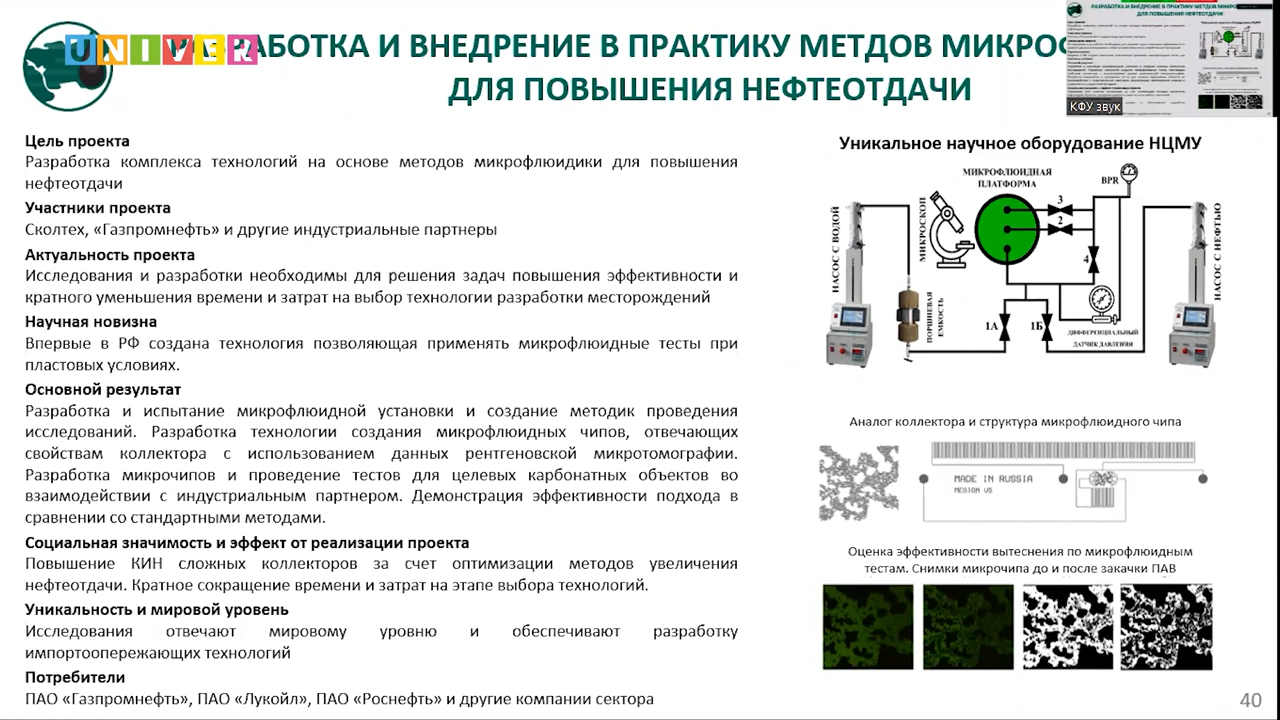 UNIVER
РАЗРАБОТКА И ВНЕДРЕНИЕ В ПРАКТИКУ МЕТДОВ МИКРО
ДЛЯ ПОВЫШЕНИЯ НЕФТЕОТДАЧИ
КФУ звук
Цель проекта
Разработка комплекса технологий на основе методов микрофлюидики для повышения
нефтеотдачи
Участники проекта
Сколтех, «Газпромнефть» и другие индустриальные партнеры
Актуальность проекта
Исследования и разработки необходимы для решения задач повышения эффективности и
кратного уменьшения времени и затрат на выбор технологии разработки месторождений
Научная новизна
Впервые в РФ создана технология позволяющая применять микрофлюидные тесты при
пластовых условиях.
Основной результат
Разработка и испытание микрофлюидной установки и создание методик проведения
исследований. Разработка технологии создания микрофлюидных чипов, отвечающих
свойствам коллектора с использованием данных рентгеновской микротомографии.
Разработка микрочипов и проведение тестов для целевых карбонатных объектов во
взаимодействии с индустриальным партнером. Демонстрация эффективности подхода в
сравнении со стандартными методами.
Социальная значимость и эффект от реализации проекта
Повышение КИН сложных коллекторов за счет оптимизации методов увеличения
нефтеотдачи. Кратное сокращение времени и затрат на этапе выбора технологий.
Уникальность и мировой уровень
Исследования отвечают мировому уровню и обеспечивают разработку
импортоопережающих технологий
Потребители
ПАО «Газпромнефть», ПАО «Лукойл», ПАО «Роснефть» и другие компании сектора
Уникальное научное оборудование НЦМУ
МИКРОФЛЮИДНАЯ
ПЛАТФОРМА
BPR
МИКРОСКОП
НАСОС С ВОДОЙ
НАСОС С НЕФТЬЮ
3
2
4
ПОРШНЕВАЯ
ЕМКОСТЬ
1А
1Б
ДИФФЕРЕНЦИАЛЬНЫЙ
ДАТЧИК ДАВЛЕНИЯ
Аналог коллектора и структура микрофлюидного чипа
MADE IN RUSSIA
MEGION V5
Оценка эффективности вытеснения по микрофлюидным
тестам. Снимки микрочипа до и после закачки ПАВ
40